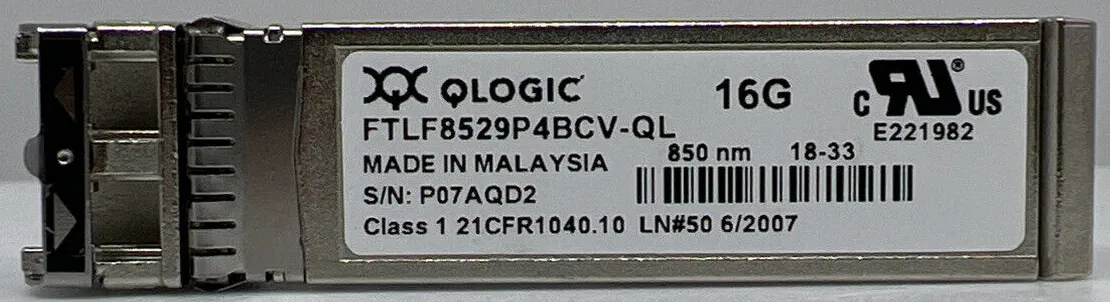 QLOGIC 16G
C RU ® US
FTLF8529P4BCV-QL E221982
850 nm 18-33
MADE IN MALAYSIA
S/N: P07AQD2
Class 1 21CFR1040.10 LN#50 6/2007